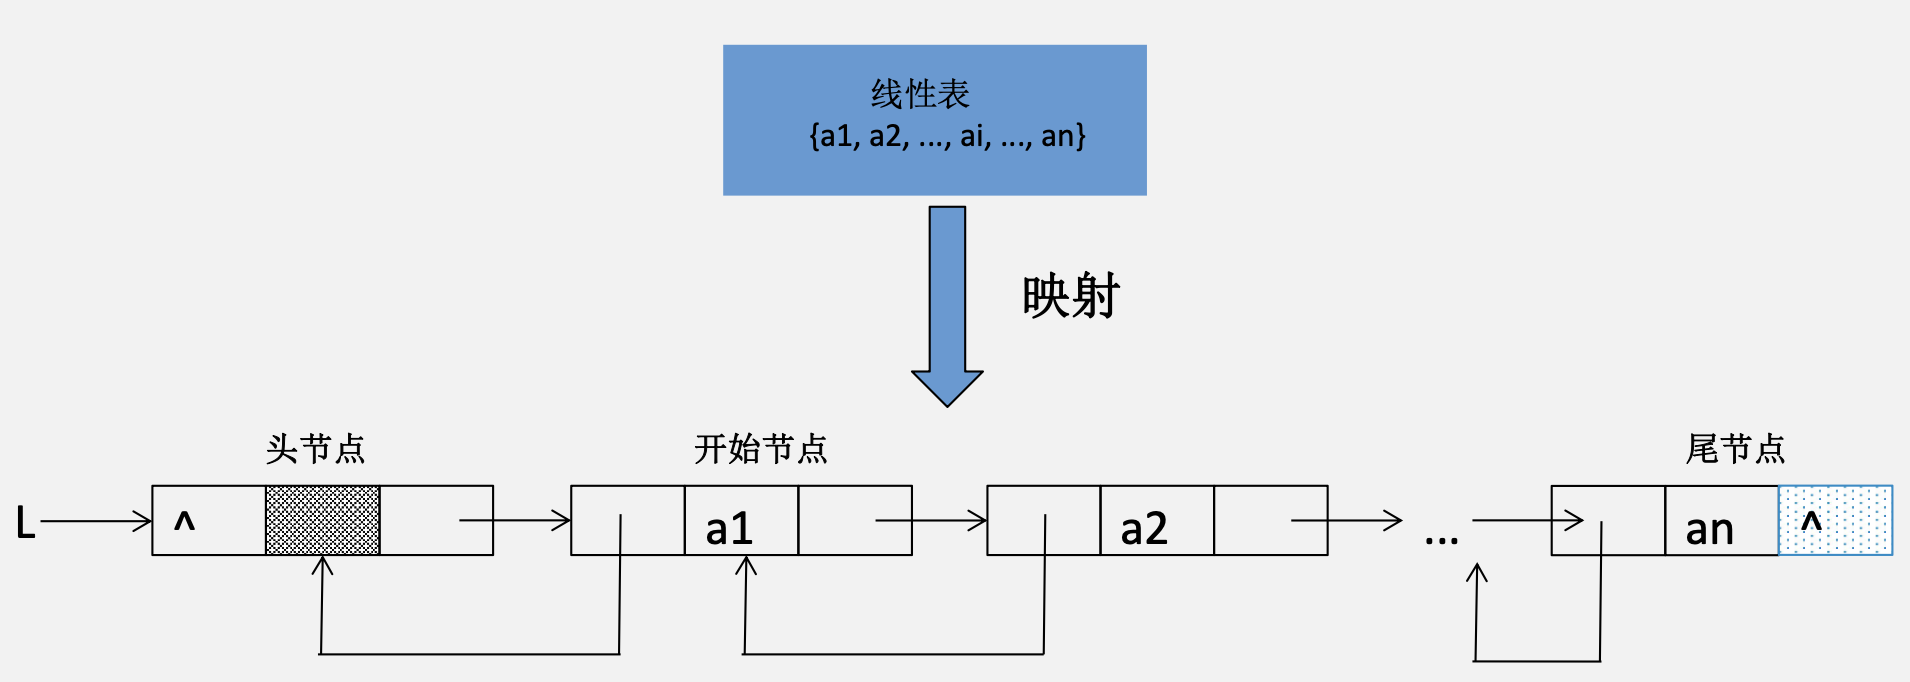 线性表
{a1, a2, ..., ai, ..., an}
映射
头节点
开始节点
尾节点
L
^
a1
a2
...
an
^